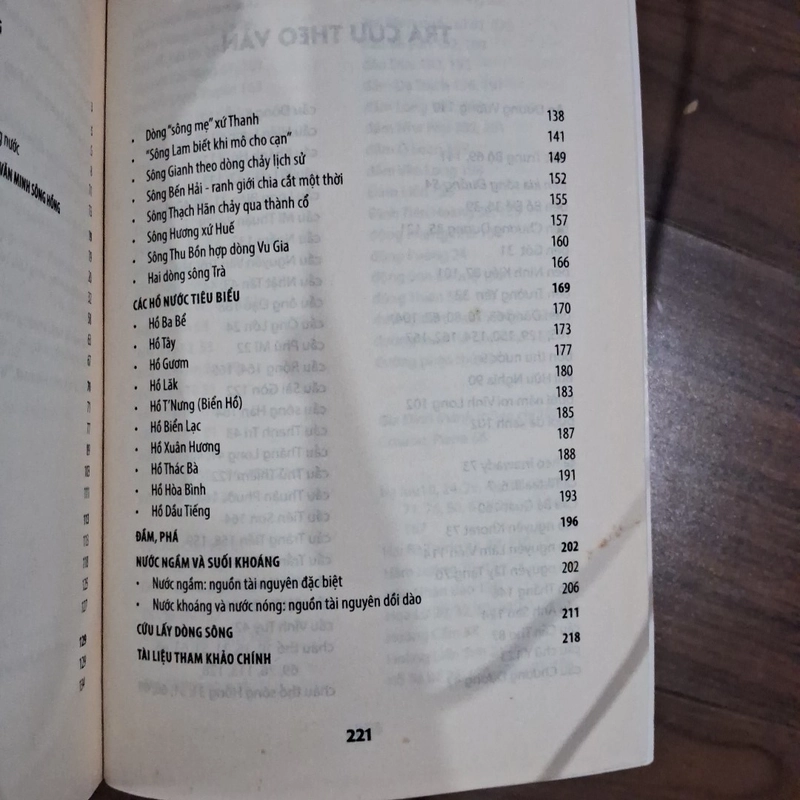 nước
VĂN MINH SÔNG HỒNG
• Dòng "sông mẹ" xứ Thanh 138
• "Sông Lam biết khi mô cho cạn" 141
• Sông Gianh theo dòng chảy lịch sử 149
• Sông Bến Hải - ranh giới chia cắt một thời 152
• Sông Thạch Hãn chảy qua thành cổ 155
• Sông Hương xứ Huế 157
• Sông Thu Bồn hợp dòng Vu Gia 160
• Hai dòng sông Trà 166
CÁC HỒ NƯỚC TIÊU BIỂU 169
• Hồ Ba Bể 170
• Hồ Tây 173
• Hồ Gươm 177
• Hồ Lăk 180
• Hồ T'Nưng (Biển Hồ) 183
• Hồ Biển Lạc 185
• Hồ Xuân Hương 187
• Hồ Thác Bà 188
• Hồ Hòa Bình 191
• Hồ Dầu Tiếng 193
ĐẦM, PHÁ 196
NƯỚC NGẦM VÀ SUỐI KHOÁNG 202
• Nước ngầm: nguồn tài nguyên đặc biệt 202
• Nước khoáng và nước nóng: nguồn tài nguyên dồi dào 206
CỨU LẤY DÒNG SÔNG 211
TÀI LIỆU THAM KHẢO CHÍNH 218
221